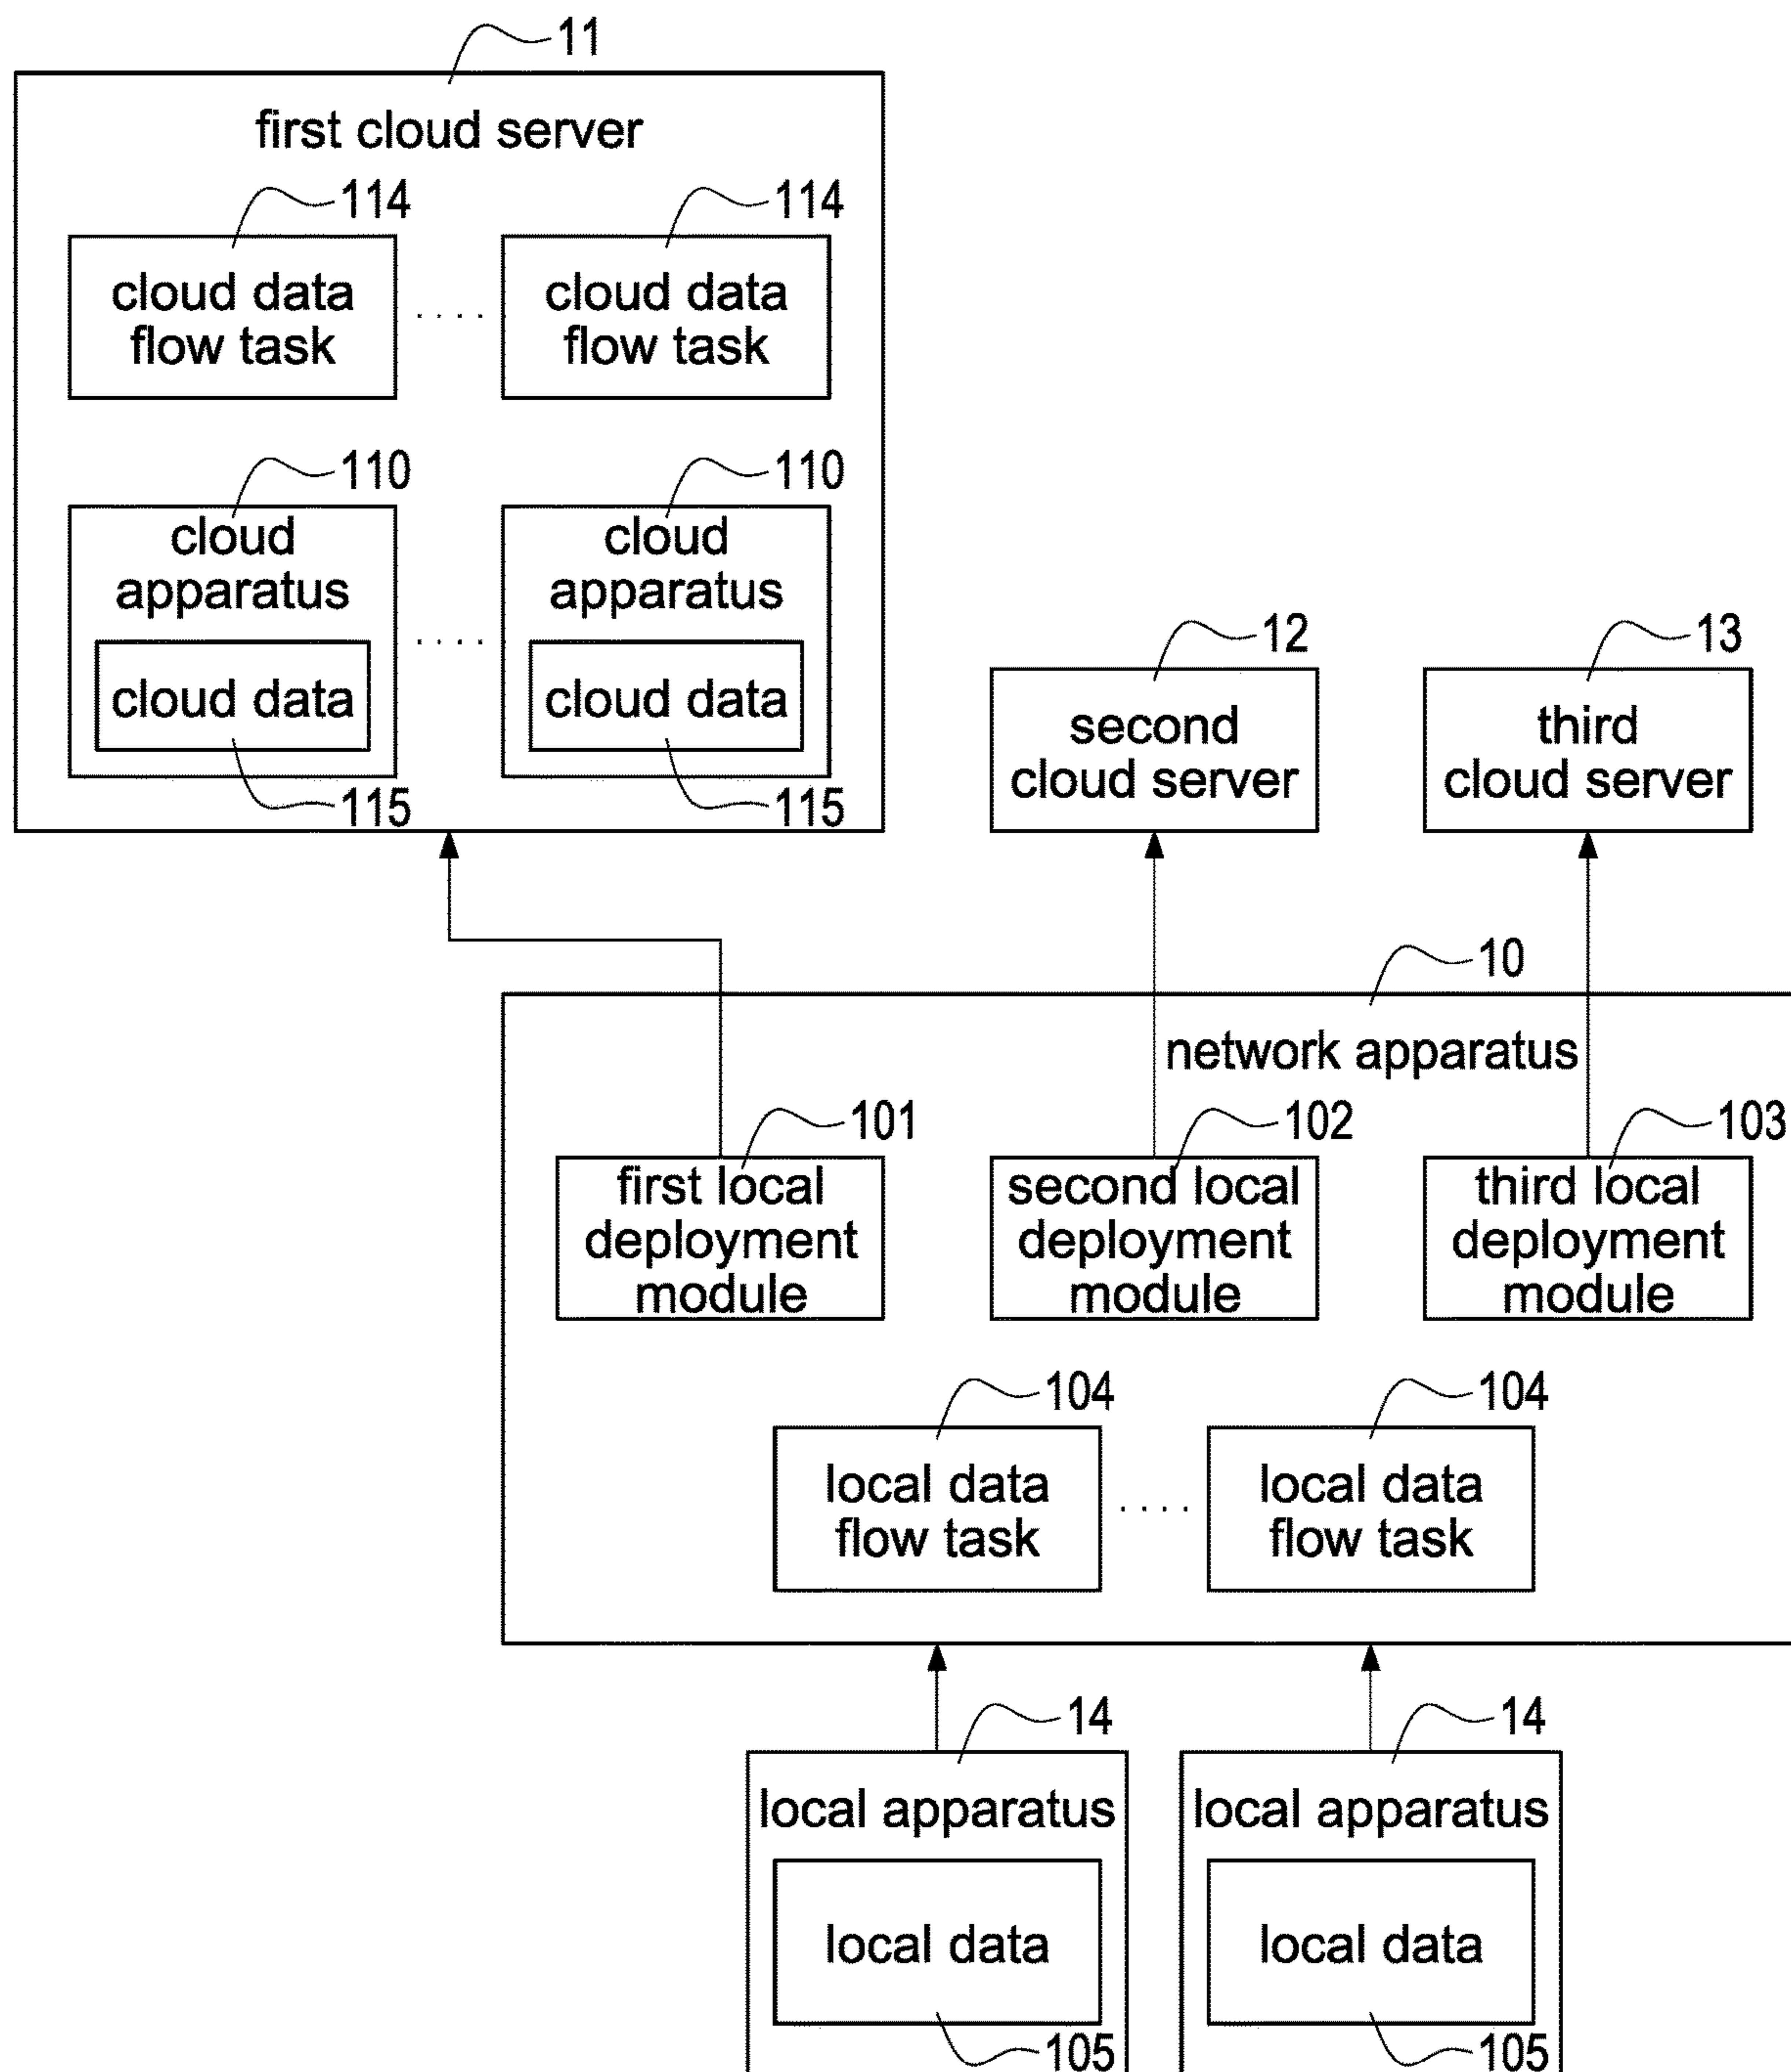 11
first cloud server
114
114
cloud data
flow task
cloud data
flow task
110
110
cloud
apparatus
cloud
apparatus
cloud data
cloud data
115
115
12
13
second
cloud server
third
cloud server
10
network apparatus
101
102
103
first local
deployment
module
second local
deployment
module
third local
deployment
module
104
104
local data
flow task
local data
flow task
14
14
local apparatus
local apparatus
local data
local data
105
105